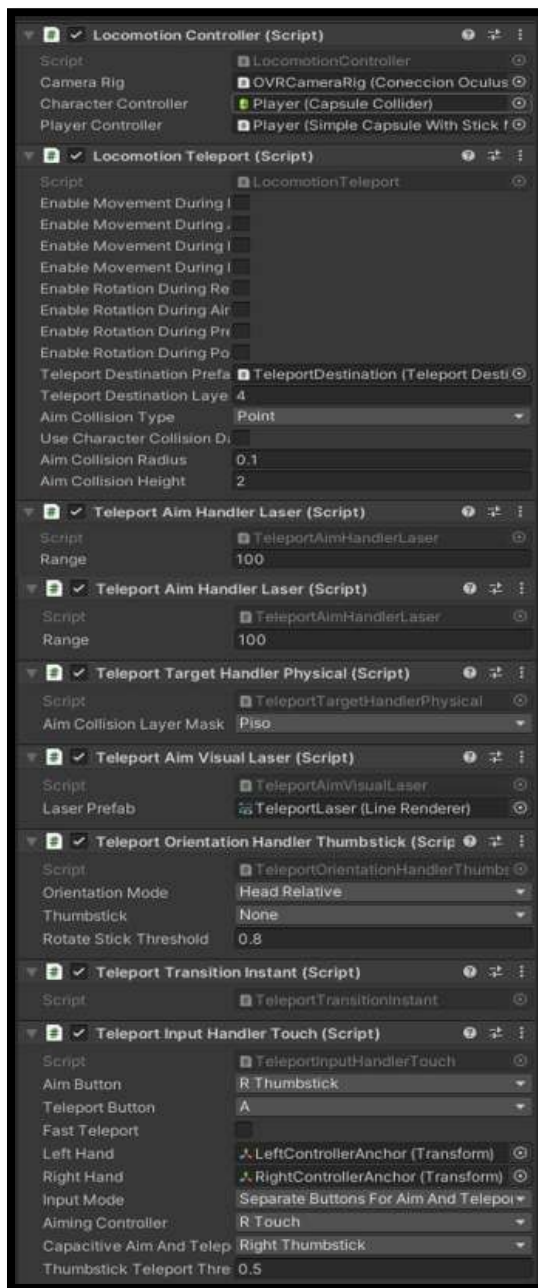 Locomotion Controller (Script)
Script LocomotionController
Camera Rig OVRCameraRig (Coneccion Oculus
Character Controller Player (Capsule Collider)
Player Controller Player (Simple Capsule With Stick
Locomotion Teleport (Script)
Script LocomotionTeleport
Enable Movement During
Enable Movement During
Enable Movement During
Enable Movement During
Enable Rotation During Re
Enable Rotation During Air
Enable Rotation During Pre
Enable Rotation During Po
Teleport Destination Prefa TeleportDestination (Teleport Desti
Teleport Destination Laye 4
Aim Collision Type Point
Use Character Collision Da
Aim Collision Radius 0.1
Aim Collision Height 2
Teleport Aim Handler Laser (Script)
Script TeleportAimHandlerLaser
Range 100
Teleport Aim Handler Laser (Script)
Script TeleportAimHandlerLaser
Range 100
Teleport Target Handler Physical (Script)
Script TeleportTargetHandlerPhysical
Aim Collision Layer Mask Piso
Teleport Aim Visual Laser (Script)
Script TeleportAimVisualLaser
Laser Prefab TeleportLaser (Line Renderer)
Teleport Orientation Handler Thumbstick (Scrip
Script TeleportOrientationHandlerThumbs
Orientation Mode Head Relative
Thumbstick None
Rotate Stick Threshold 0.8
Teleport Transition Instant (Script)
Script TeleportTransitionInstant
Teleport Input Handler Touch (Script)
Script TeleportInputHandlerTouch
Aim Button R Thumbstick
Teleport Button A
Fast Teleport
Left Hand LeftControllerAnchor (Transform)
Right Hand RightControllerAnchor (Transform)
Input Mode Separate Buttons For Aim And Telepor
Aiming Controller R Touch
Capacitive Aim And Telep Right Thumbstick
Thumbstick Teleport Thre 0.5